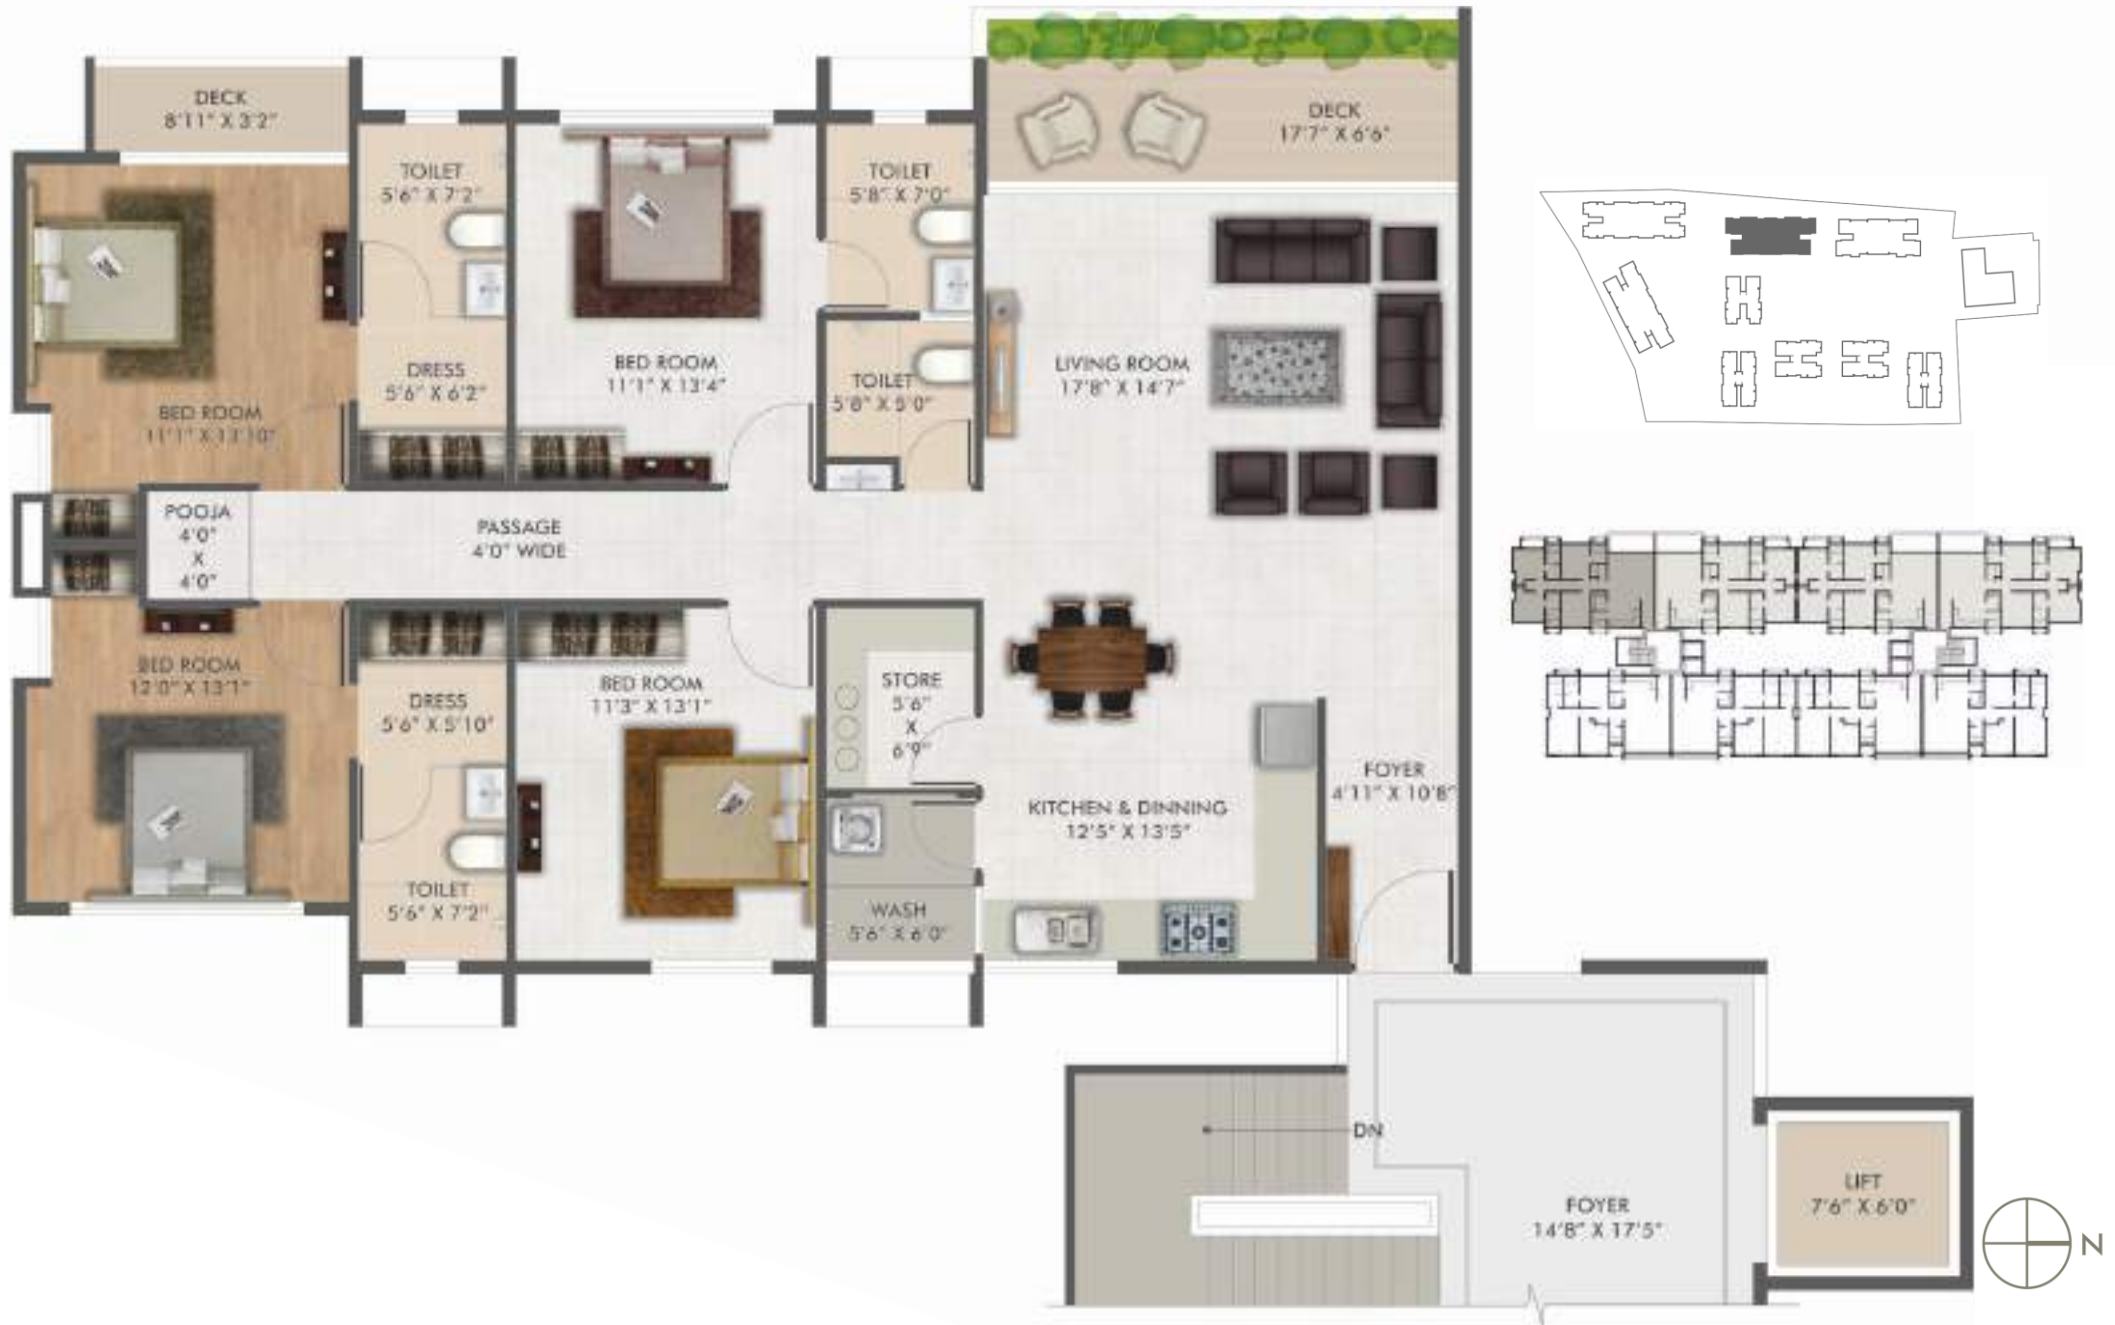 DECK
8'11" X 3'2"
TOILET
5'6" X 7'2"
TOILET
5'8" X 7'0"
DECK
17'7" X 6'6"
DRESS
5'6" X 6'2"
BED ROOM
11'1" X 13'4"
TOILET
5'8" X 5'0"
LIVING ROOM
17'8" X 14'7"
BED ROOM
11'1" X 13'10"
POOJA
4'0"
X
4'0"
PASSAGE
4'0" WIDE
BED ROOM
12'0" X 13'1"
DRESS
5'6" X 5'10"
BED ROOM
11'3" X 13'1"
STORE
5'6"
X
6'9"
FOYER
4'11" X 10'8"
KITCHEN & DINNING
12'5" X 13'5"
TOILET
5'6" X 7'2"
WASH
5'6" X 6'0"
DN
FOYER
14'8" X 17'5"
LIFT
7'6" X 6'0"
N